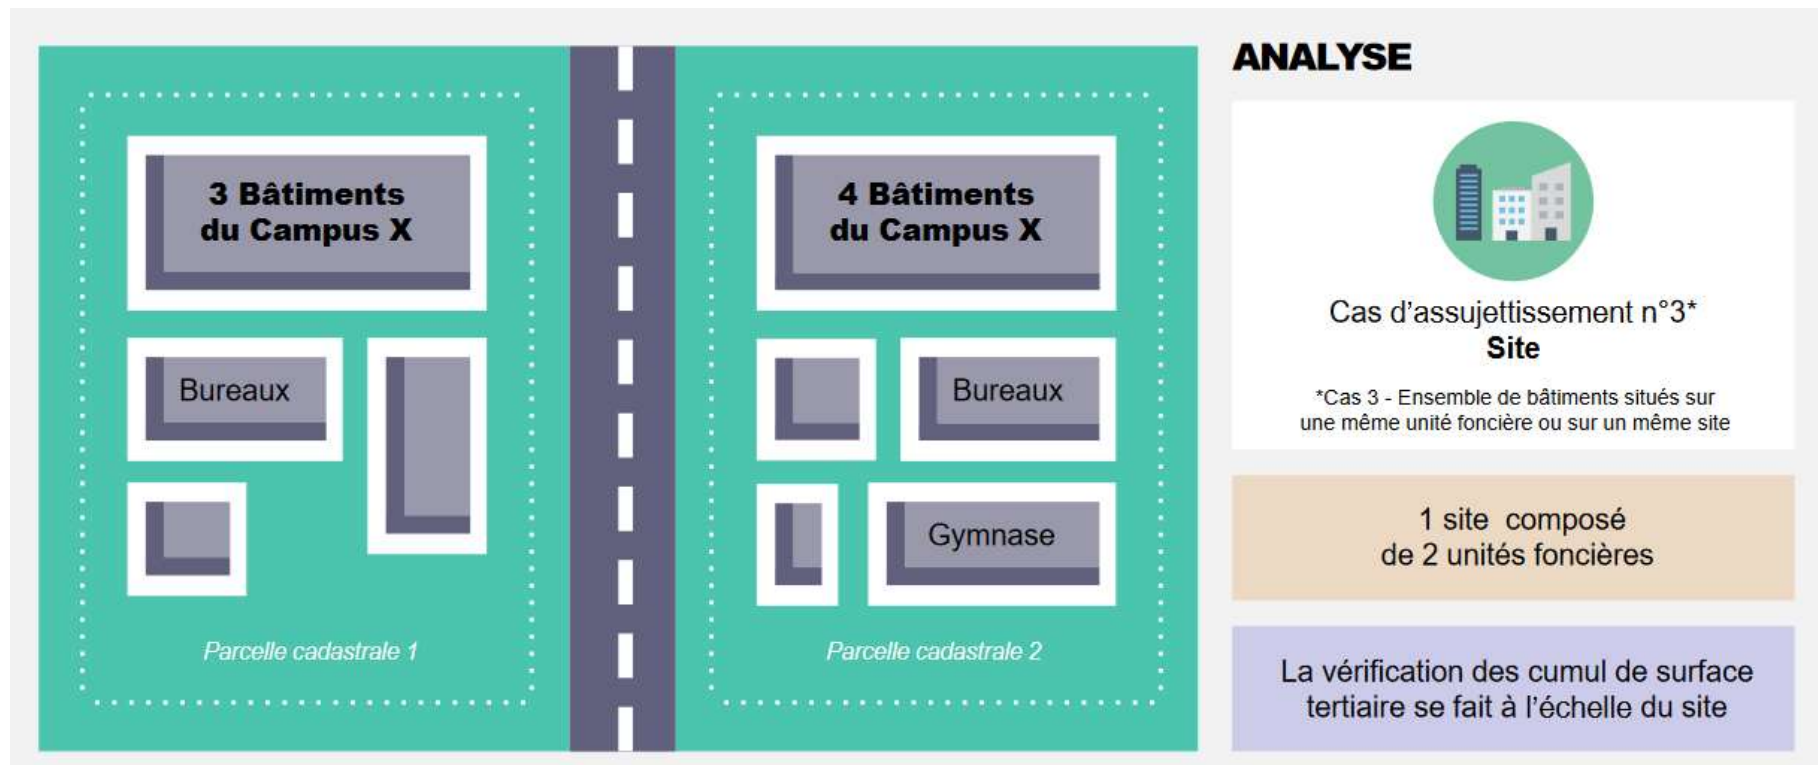 3 Bâtiments
du Campus X
Bureaux
Parcelle cadastrale 1
4 Bâtiments
du Campus X
Bureaux
Gymnase
Parcelle cadastrale 2
ANALYSE
Cas d'assujettissement n°3*
Site
*Cas 3 - Ensemble de bâtiments situés sur
une même unité foncière ou sur un même site
1 site composé
de 2 unités foncières
La vérification des cumul de surface
tertiaire se fait à l'échelle du site